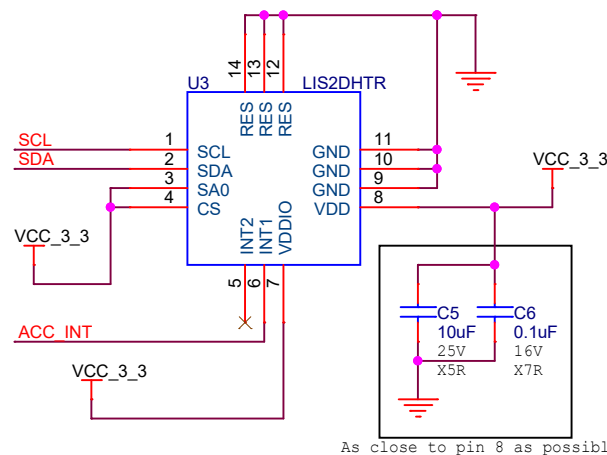 U3
LIS2DHTR
14
13
12
RES
RES
RES
SCL
SDA
1
2
3
4
SCL
SDA
SA0
CS
GND
GND
GND
VDD
11
10
9
8
VCC_3_3
VCC_3_3
INT2
INT1
VDDIO
5
6
7
ACC_INT
VCC_3_3
C5
10uF
25V
X5R
C6
0.1uF
16V
X7R
As close to pin 8 as possibl